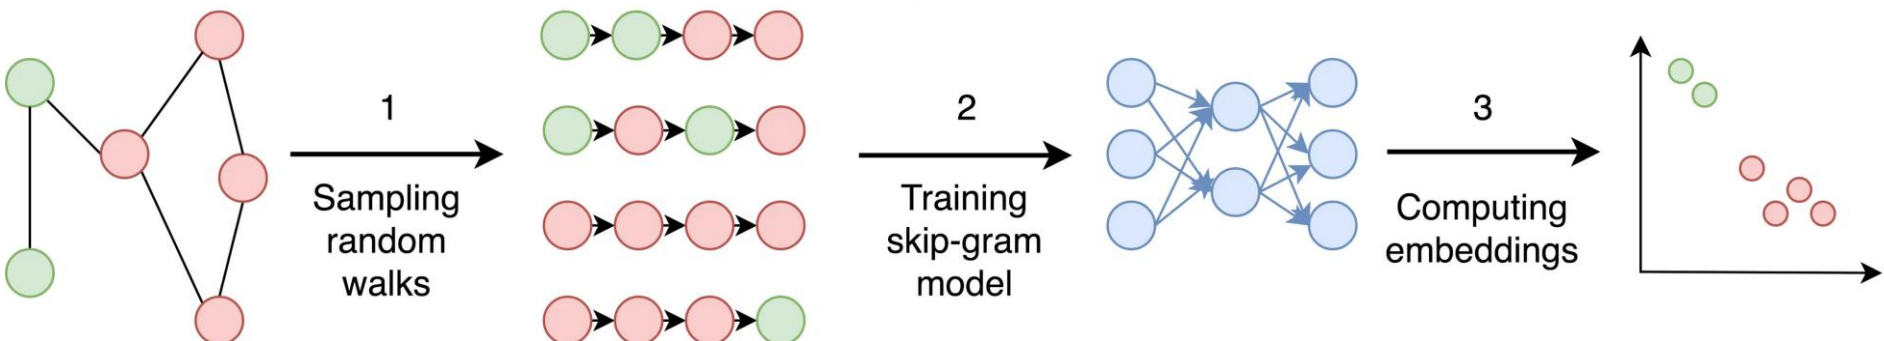 1
Sampling
random
walks
2
Training
skip-gram
model
3
Computing
embeddings